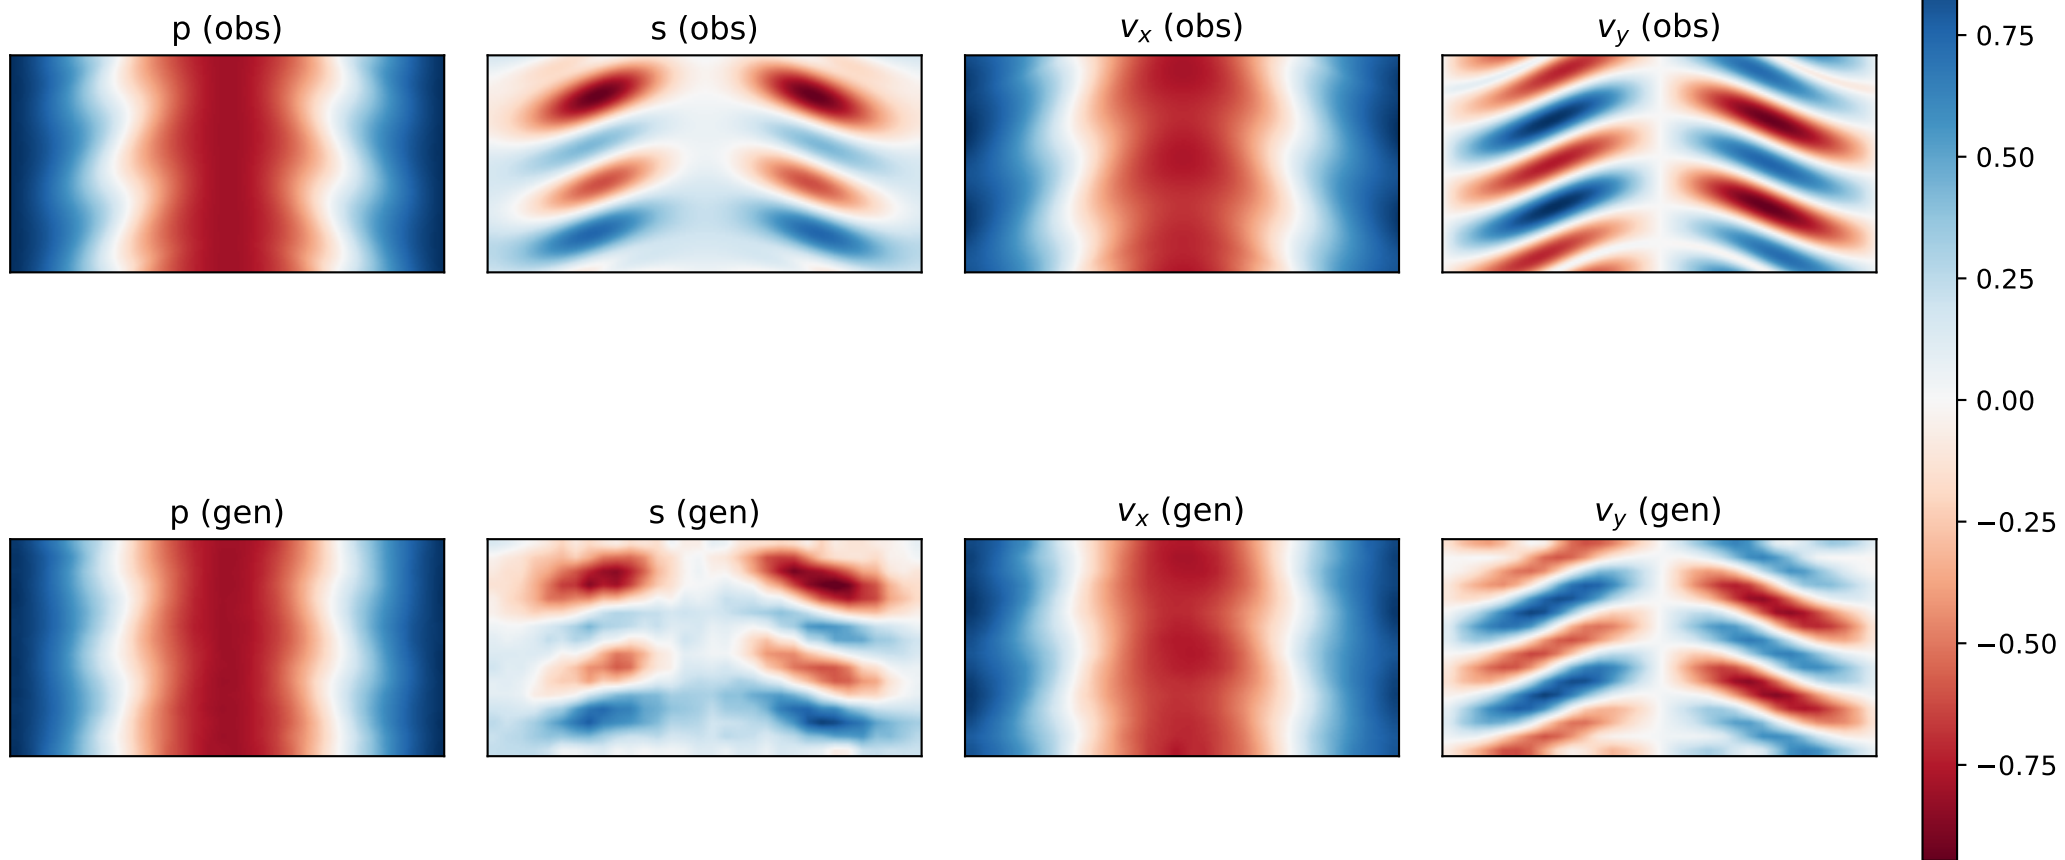 p (obs)
s (obs)
v_x (obs)
v_y (obs)
0.75
0.50
0.25
0.00
−0.25
−0.50
−0.75
p (gen)
s (gen)
v_x (gen)
v_y (gen)